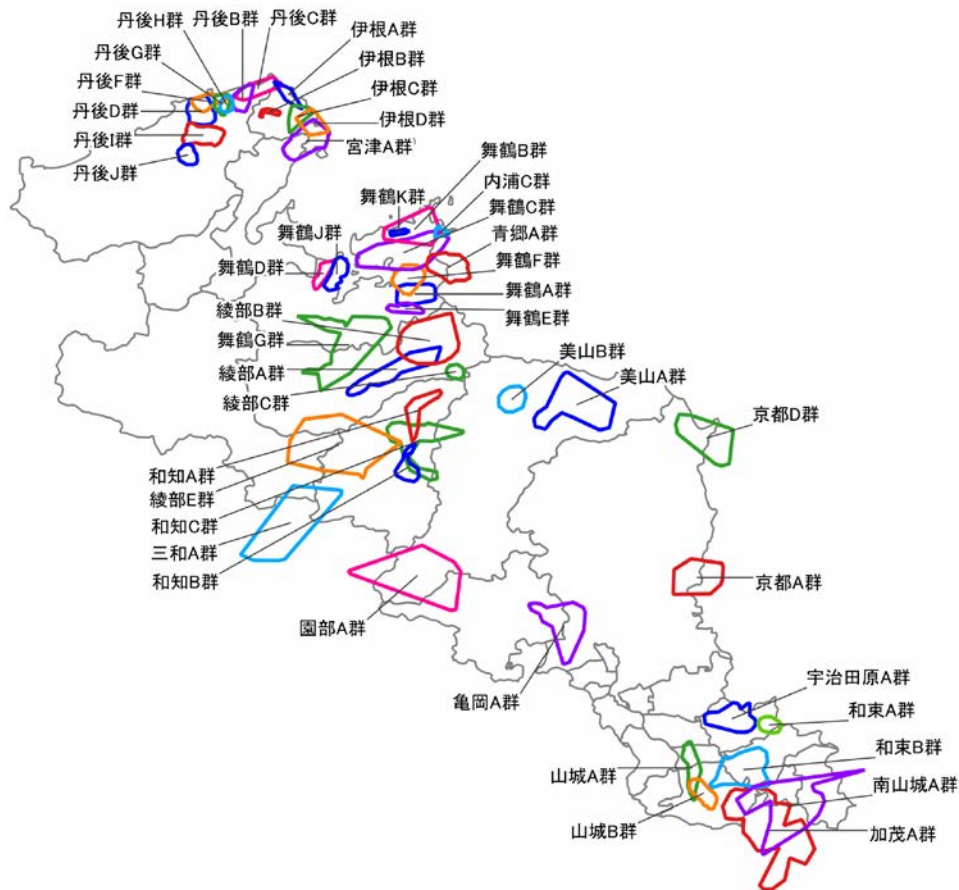 丹後H群
丹後B群
丹後C群
伊根A群
丹後G群
伊根B群
丹後F群
伊根C群
丹後D群
伊根D群
丹後I群
宮津A群
丹後J群
舞鶴B群
内浦C群
舞鶴K群
舞鶴C群
青郷A群
舞鶴J群
舞鶴F群
舞鶴D群
舞鶴A群
舞鶴E群
綾部B群
舞鶴G群
綾部A群
綾部C群
美山B群
美山A群
京都D群
和知A群
綾部E群
和知C群
三和A群
和知B群
京都A群
園部A群
亀岡A群
宇治田原A群
和束A群
和束B群
山城A群
南山城A群
山城B群
加茂A群